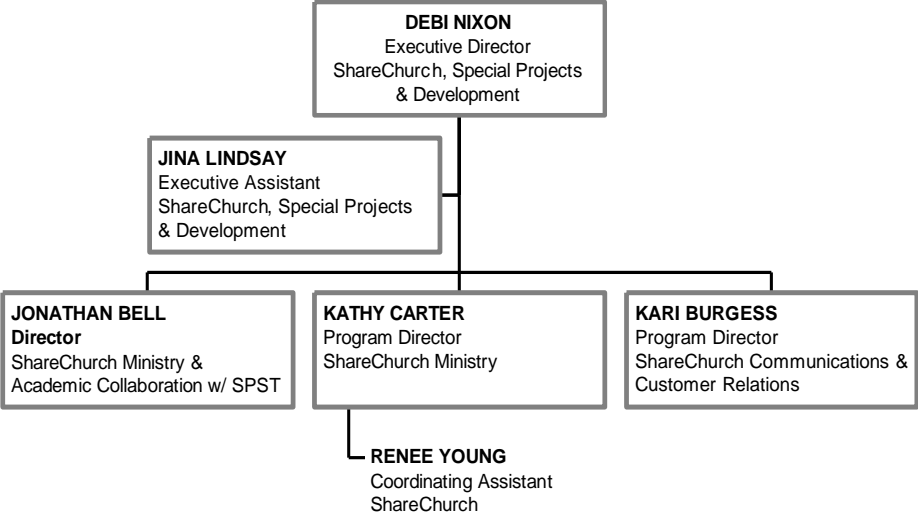 DEBI NIXON
Executive Director
ShareChurch, Special Projects
& Development
JINA LINDSAY
Executive Assistant
ShareChurch, Special Projects
& Development
JONATHAN BELL
Director
ShareChurch Ministry &
Academic Collaboration w/ SPST
KATHY CARTER
Program Director
ShareChurch Ministry
KARI BURGESS
Program Director
ShareChurch Communications &
Customer Relations
RENEE YOUNG
Coordinating Assistant
ShareChurch